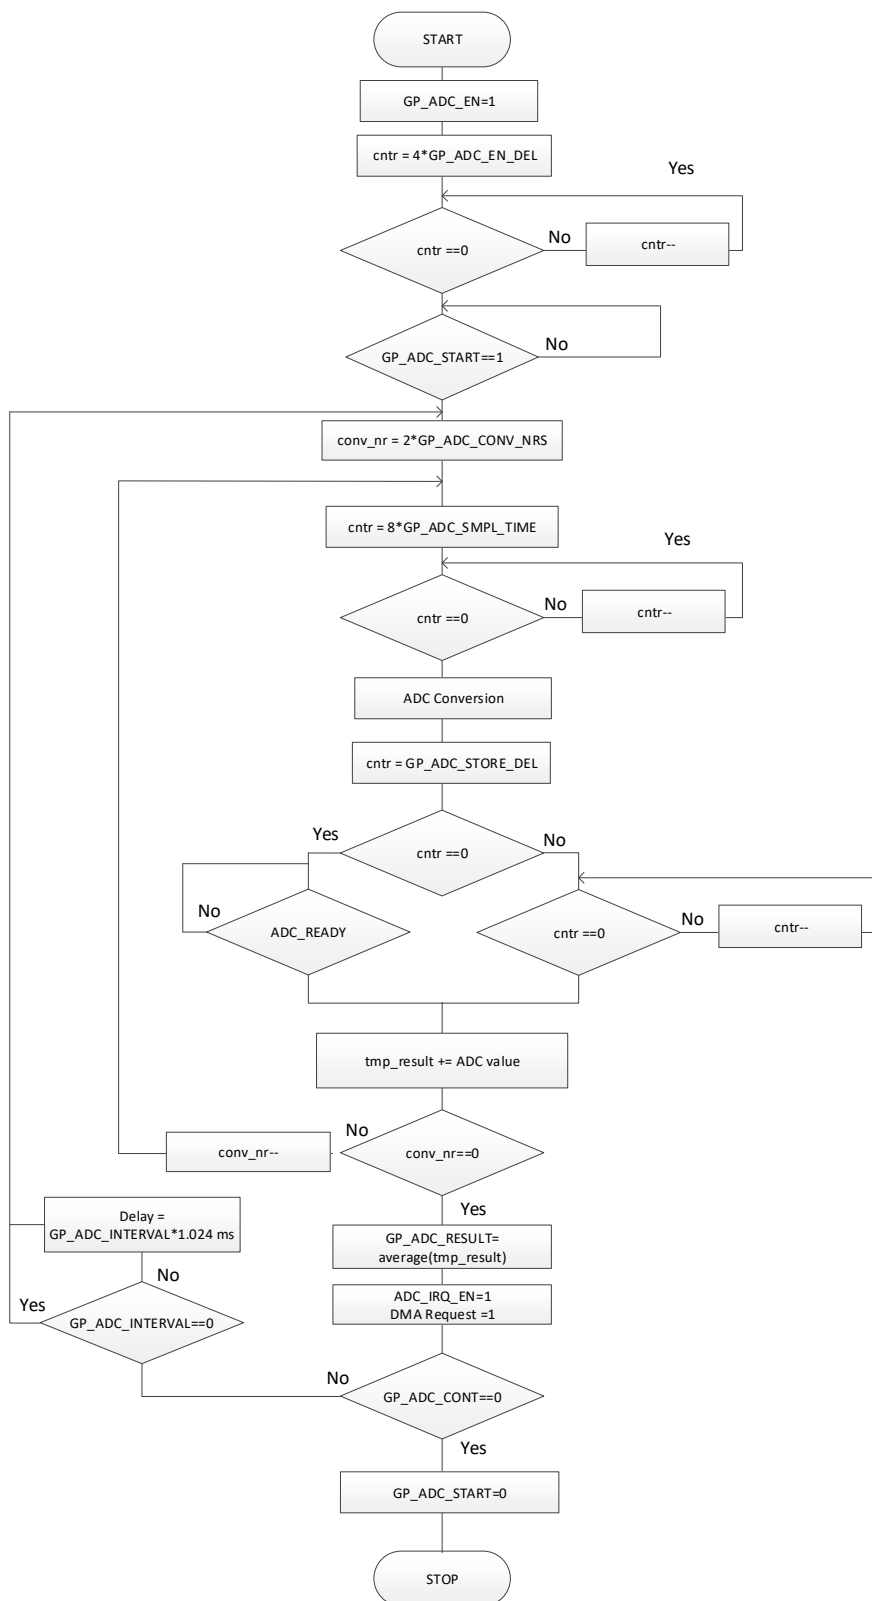 START
GP_ADC_EN=1
cntr = 4*GP_ADC_EN_DEL
Yes
cntr ==0
No
cntr--
GP_ADC_START==1
No
conv_nr = 2*GP_ADC_CONV_NRS
cntr = 8*GP_ADC_SMPL_TIME
Yes
cntr ==0
No
cntr--
ADC Conversion
cntr = GP_ADC_STORE_DEL
Yes
cntr ==0
No
No
ADC_READY
cntr ==0
No
cntr--
tmp_result += ADC value
conv_nr--
No
conv_nr==0
Yes
Delay =
GP_ADC_INTERVAL*1.024 ms
GP_ADC_RESULT=
average(tmp_result)
No
Yes
GP_ADC_INTERVAL==0
ADC_IRQ_EN=1
DMA Request =1
No
GP_ADC_CONT==0
Yes
GP_ADC_START=0
STOP